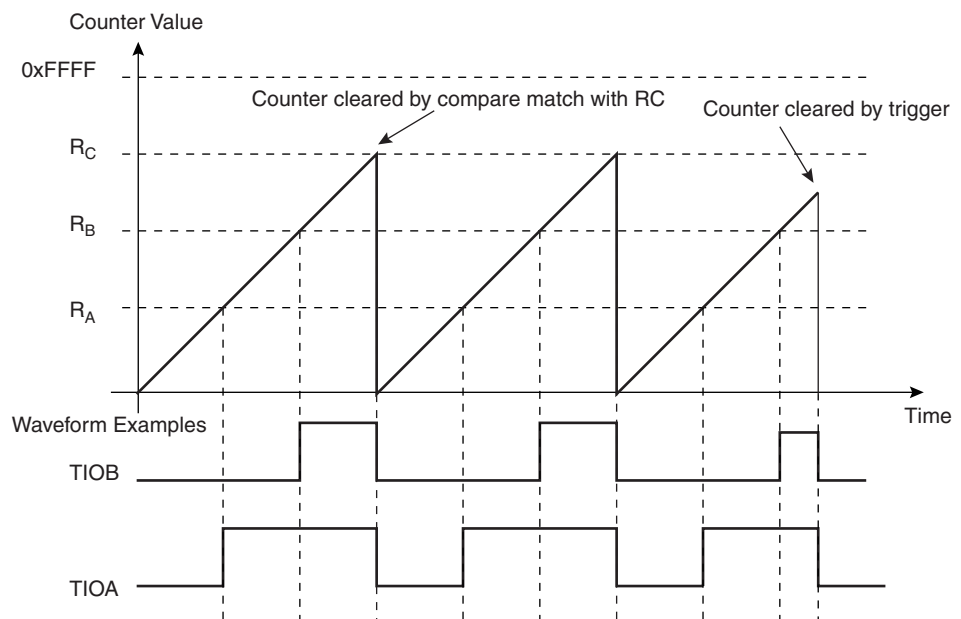 Counter Value
0xFFFF
Counter cleared by compare match with RC
Counter cleared by trigger
RC
RB
RA
Time
Waveform Examples
TIOB
TIOA